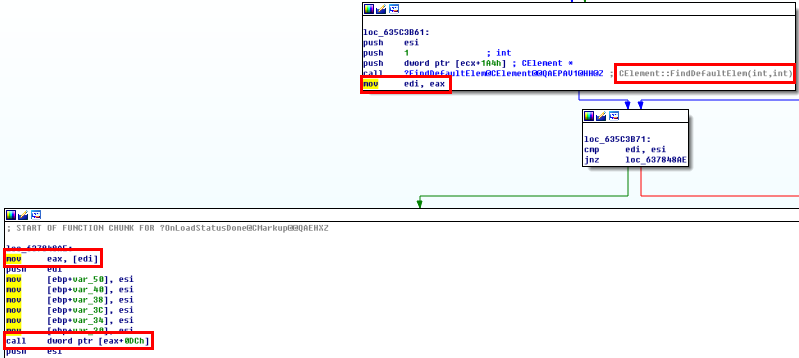 loc_635C3B61:
push    esi
push    1               ; int
push    dword ptr [ecx+1A4h] ; CElement *
call    ?FindDefaultElem@CElement@@QAEPAV1@HH@Z ; CElement::FindDefaultElem(int,int)
mov     edi, eax
loc_635C3B71:
cmp     edi, esi
jnz     loc_637848AE
; START OF FUNCTION CHUNK FOR ?OnLoadStatusDone@CMarkup@@QAEHXZ
loc_637848AE:
mov     eax, [edi]
push    edi
mov     [ebp+var_50], esi
mov     [ebp+var_40], esi
mov     [ebp+var_38], esi
mov     [ebp+var_3C], esi
mov     [ebp+var_34], esi
mov     [ebp+var_30], esi
call    dword ptr [eax+0DCh]
push    esi